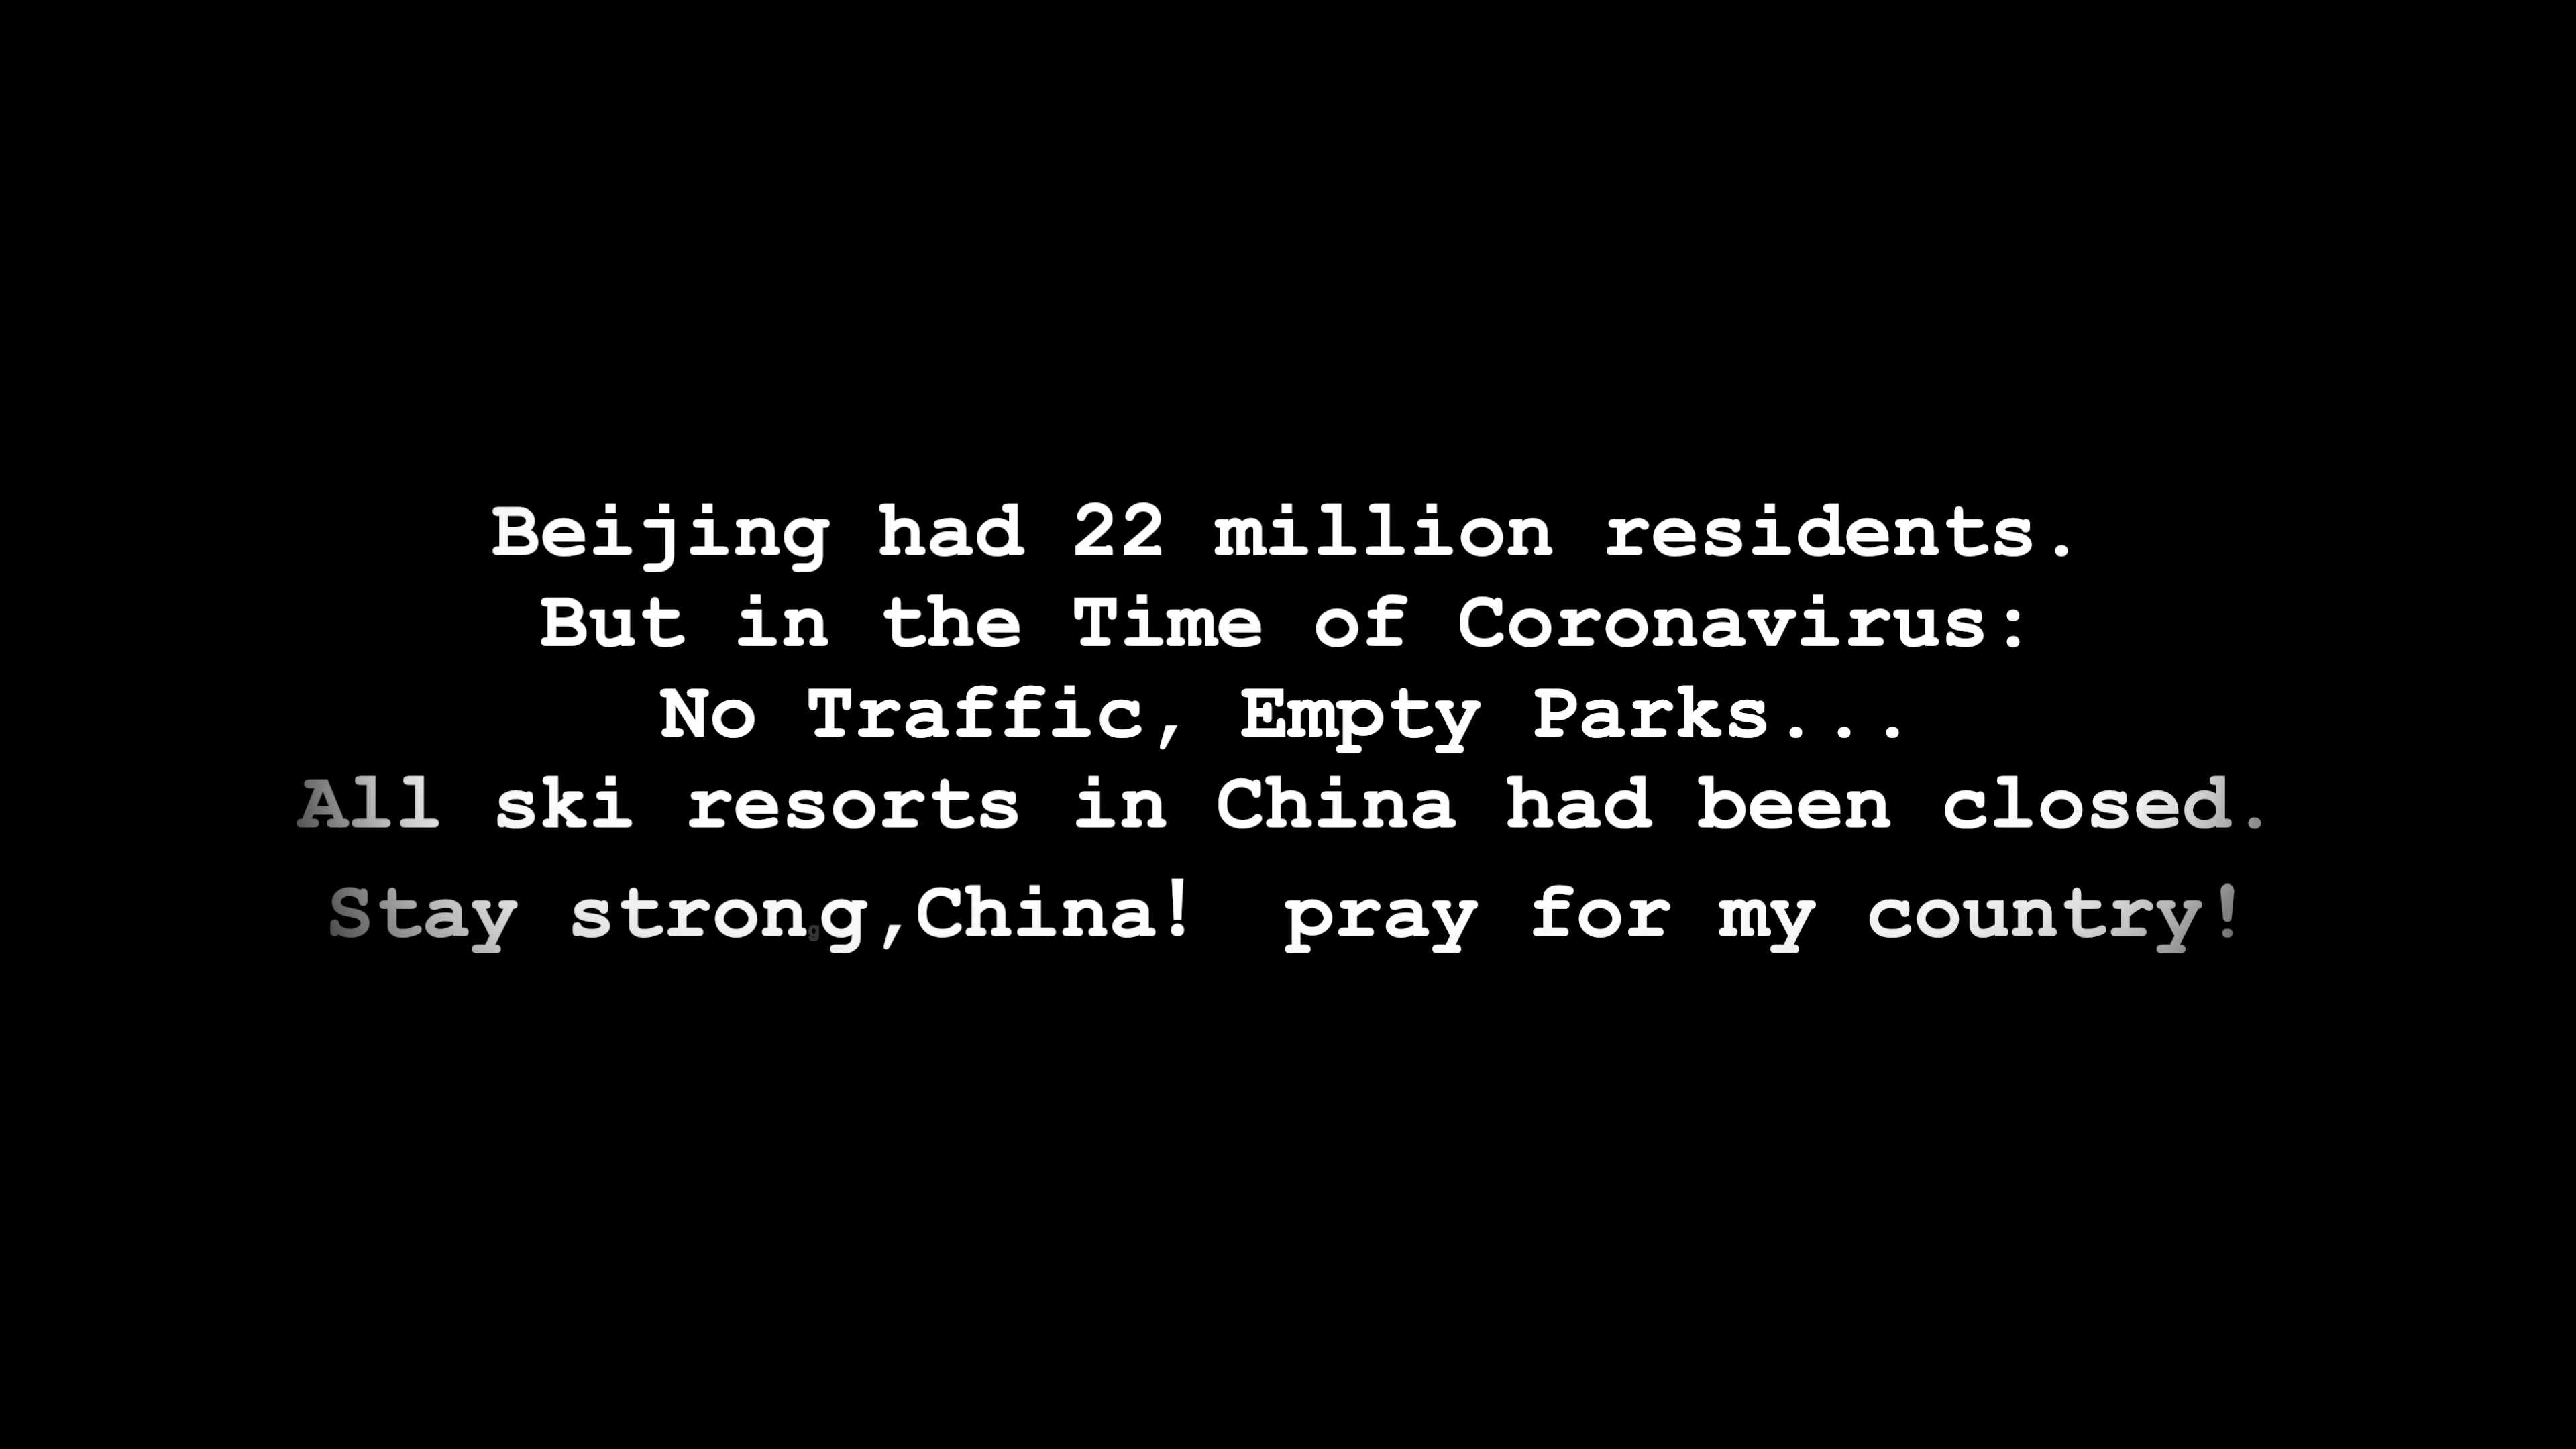 Beijing had 22 million residents.
But in the Time of Coronavirus:
No Traffic, Empty Parks...
All ski resorts in China had been closed.
Stay strong,China! pray for my country!